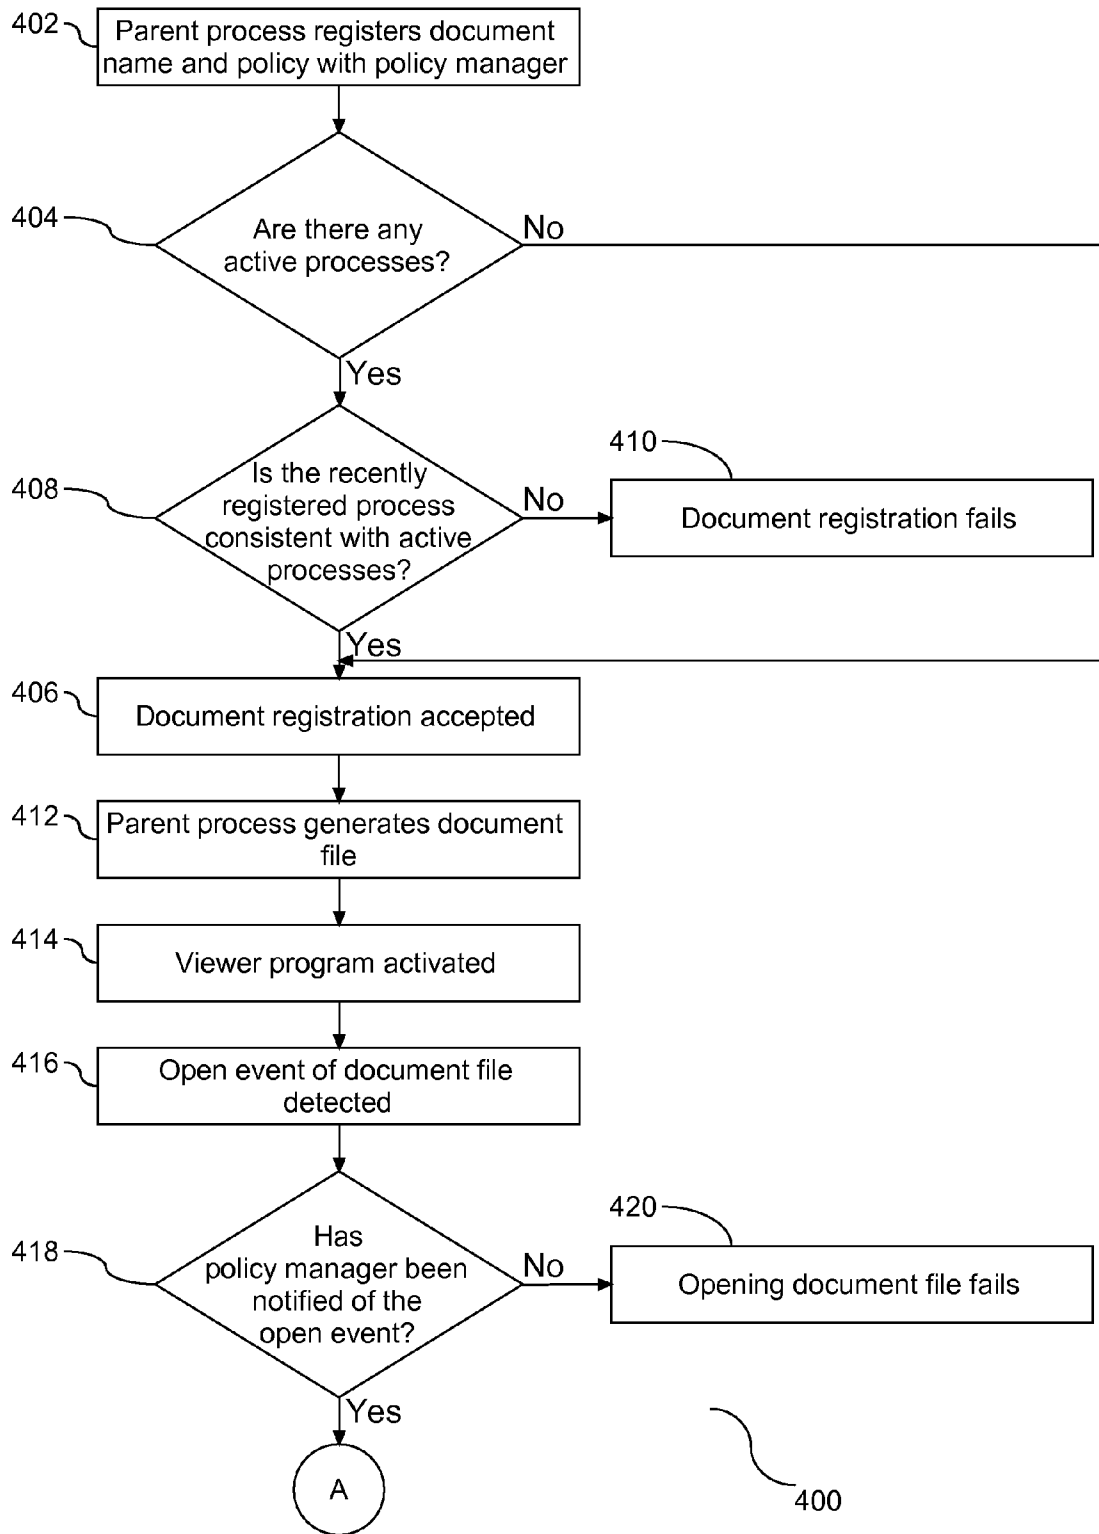 402
Parent process registers document
name and policy with policy manager
404
Are there any
active processes?
No
Yes
408
Is the recently
registered process
consistent with active
processes?
No
410
Document registration fails
Yes
406
Document registration accepted
412
Parent process generates document
file
414
Viewer program activated
416
Open event of document file
detected
418
Has
policy manager been
notified of the
open event?
No
420
Opening document file fails
Yes
A
400